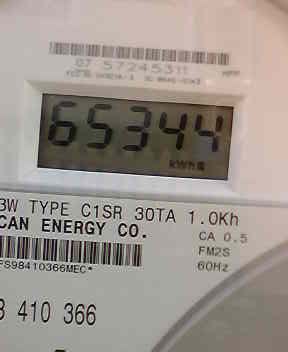 07 57245311
65344
kWh
3W TYPE C1SR 30TA 1.0Kh
CAN ENERGY CO.
CA 0.5
FM2S
60Hz
FS98410366MEC*
410 366